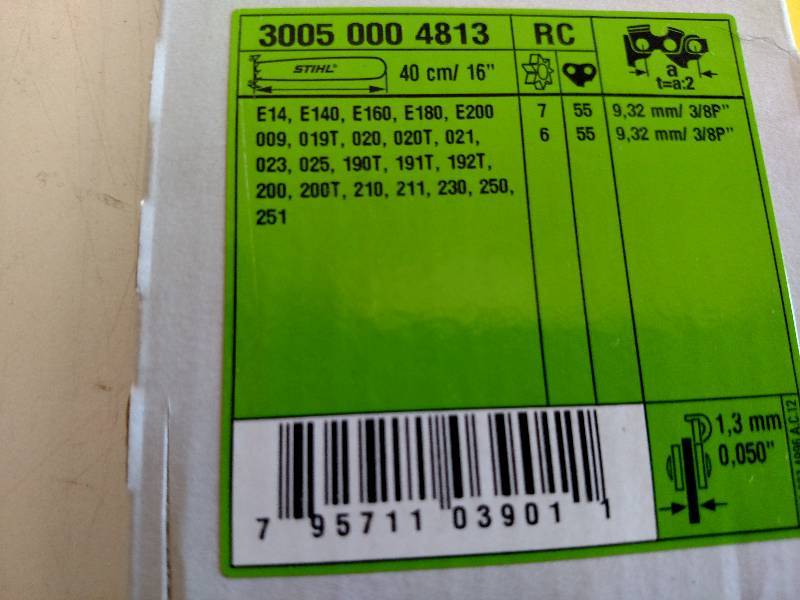 3005 000 4813 RC
STIHL® 40 cm/ 16" a
t=a:2
E14, E140, E160, E180, E200 7 55 9,32 mm/ 3/8P"
009, 019T, 020, 020T, 021, 6 55 9,32 mm/ 3/8P"
023, 025, 190T, 191T, 192T,
200, 200T, 210, 211, 230, 250,
251
1,3 mm
0,050"
7 95711 03901 1